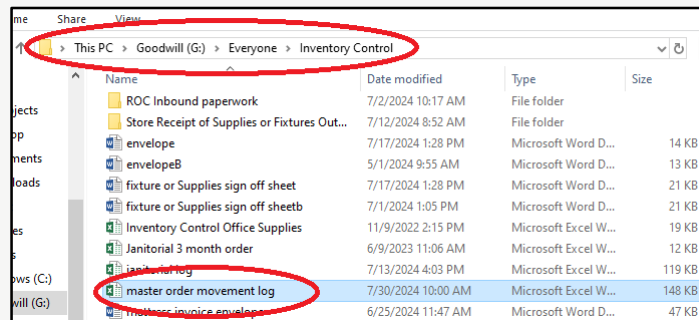 me Share View
This PC > Goodwill (G:) > Everyone > Inventory Control
Name Date modified Type Size
ROC Inbound paperwork 7/2/2024 10:17 AM File folder
jects
Store Receipt of Supplies or Fixtures Out... 7/12/2024 8:52 AM File folder
op
envelope 7/17/2024 1:28 PM Microsoft Word D... 14 KB
ments
envelopeB 5/1/2024 9:55 AM Microsoft Word D... 13 KB
loads
fixture or Supplies sign off sheet 7/17/2024 1:28 PM Microsoft Word D... 21 KB
fixture or Supplies sign off sheetb 7/1/2024 1:05 PM Microsoft Word D... 21 KB
es
Inventory Control Office Supplies 11/9/2022 2:15 PM Microsoft Excel W... 19 KB
s
Janitorial 3 month order 6/9/2023 11:06 AM Microsoft Excel W... 12 KB
ows (C:)
janitorial log 7/13/2024 4:03 PM Microsoft Excel W... 119 KB
will (G:)
master order movement log 7/30/2024 10:00 AM Microsoft Excel W... 148 KB
mattress invoice envelope 6/25/2024 11:47 AM Microsoft Word D... 47 KB